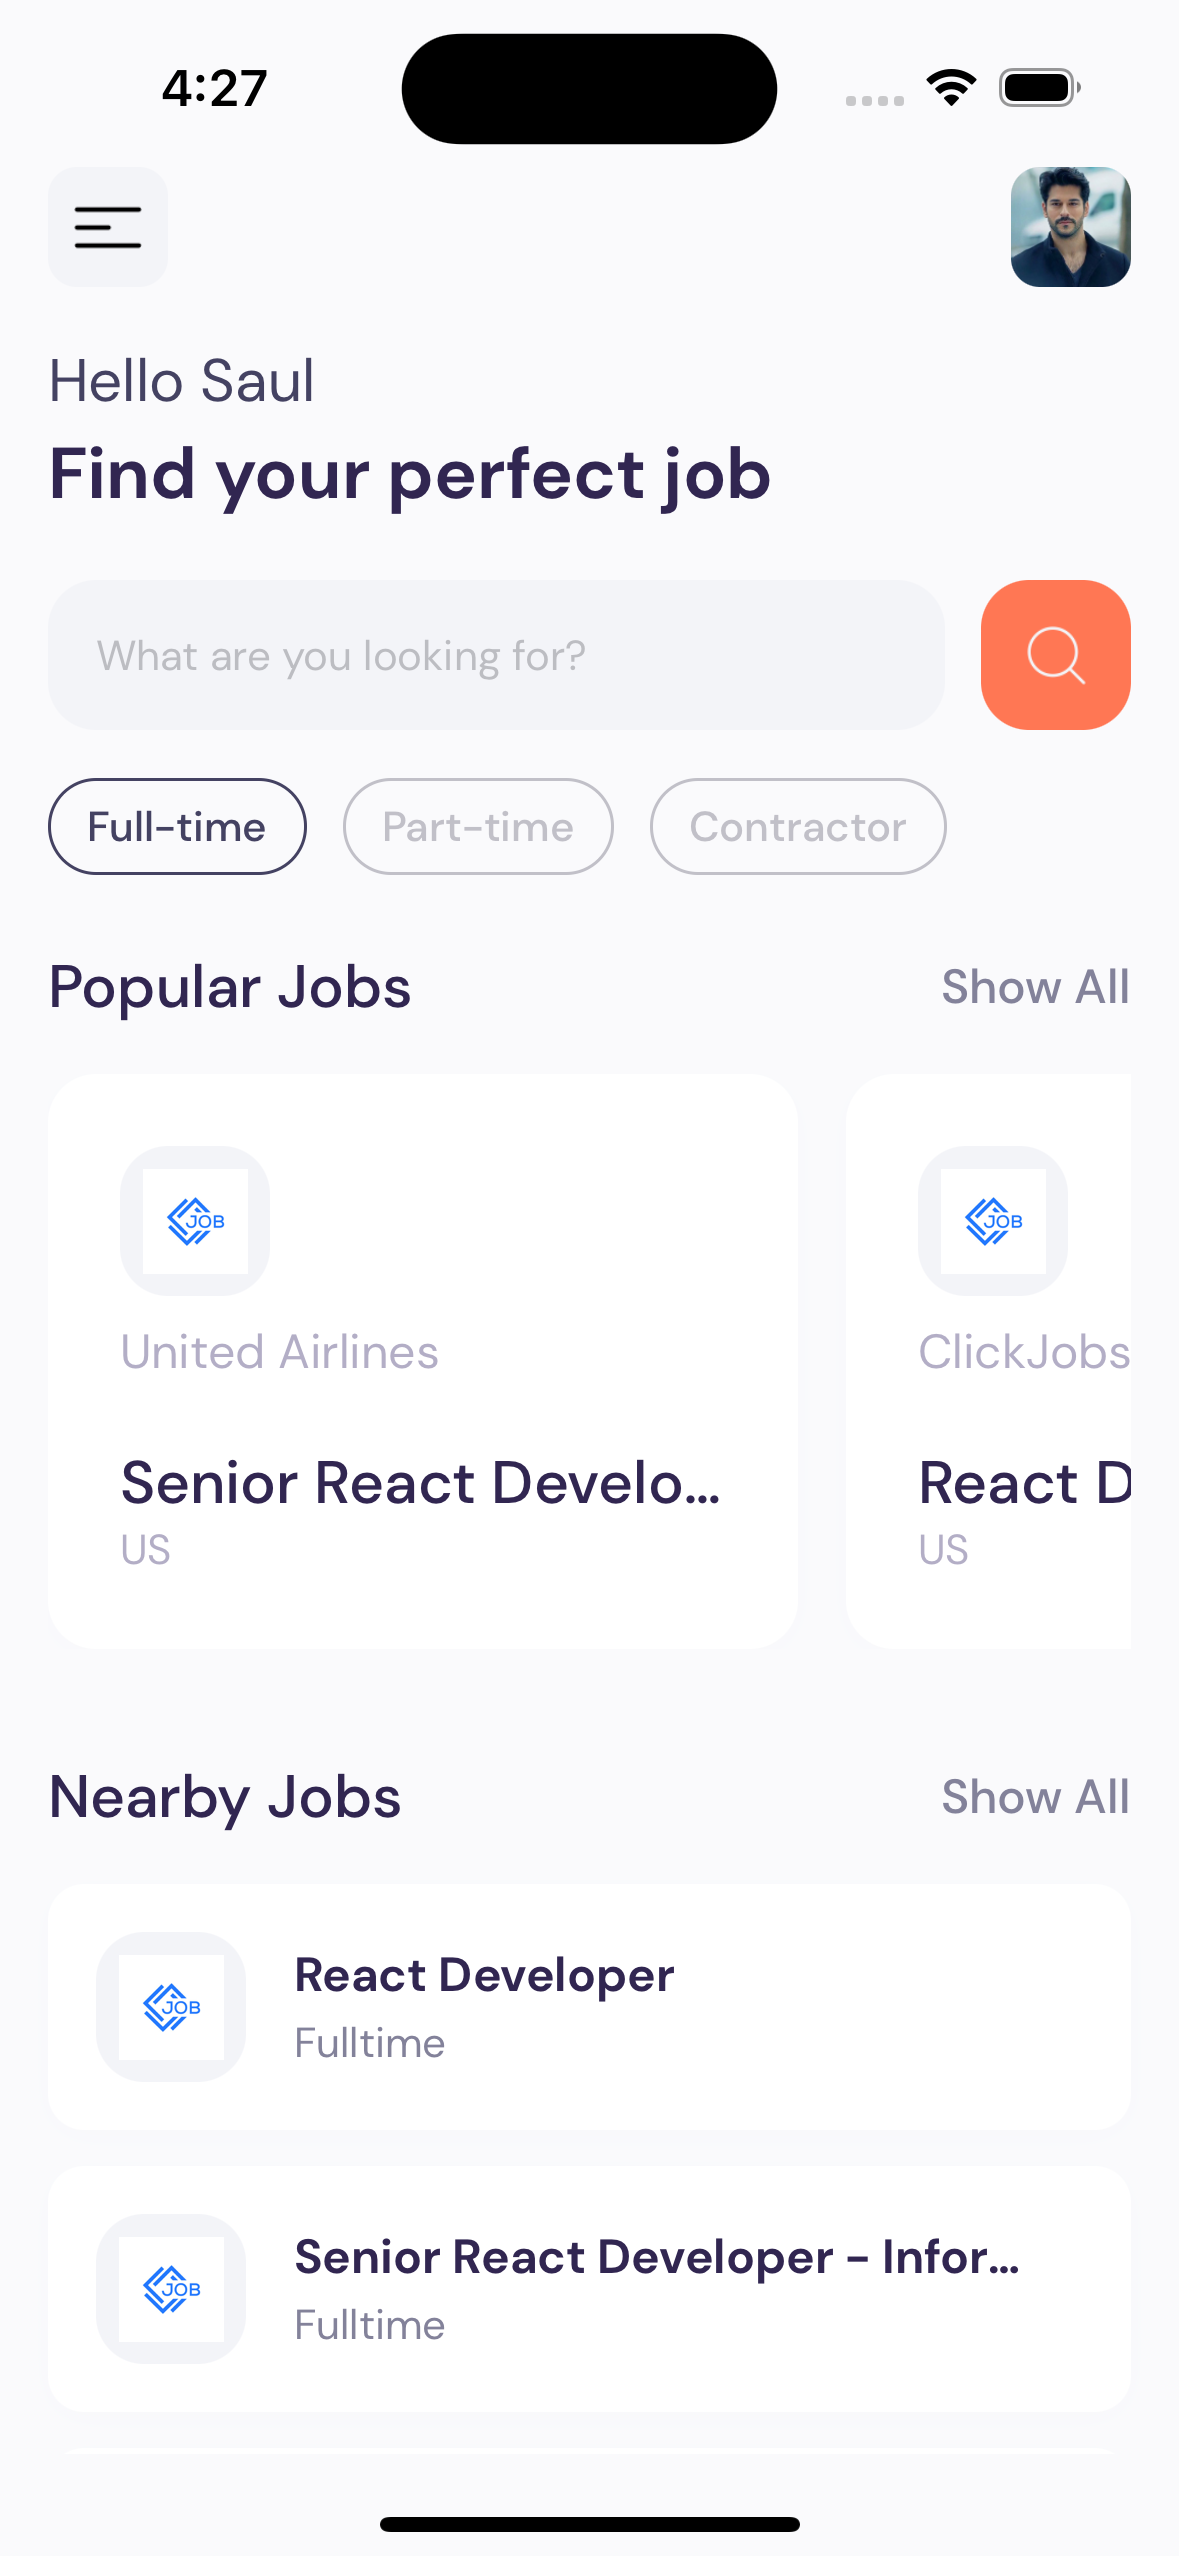 4:27
Hello Saul
Find your perfect job
What are you looking for?
Full-time
Part-time
Contractor
Popular Jobs
Show All
JOB
United Airlines
Senior React Develo...
US
JOB
ClickJobs
React D
US
Nearby Jobs
Show All
JOB
React Developer
Fulltime
JOB
Senior React Developer - Infor...
Fulltime